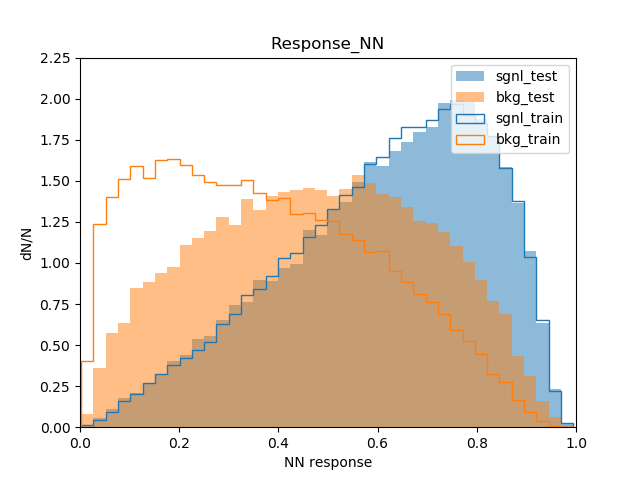 Response_NN
2.25
2.00
1.75
1.50
1.25
1.00
0.75
0.50
0.25
0.00
dN/N
sgnl_test
bkg_test
sgnl_train
bkg_train
0.0 0.2 0.4 0.6 0.8 1.0
NN response